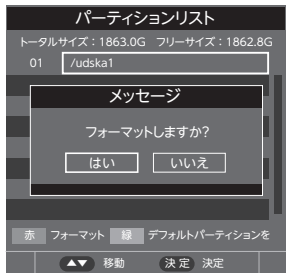 パーティションリスト
トータルサイズ：1863.0G フリーサイズ：1862.8G
01 /udska1
メッセージ
フォーマットしますか?
はい いいえ
赤 フォーマット 緑 デフォルトパーティションを
▲▼ 移動 決定 決定